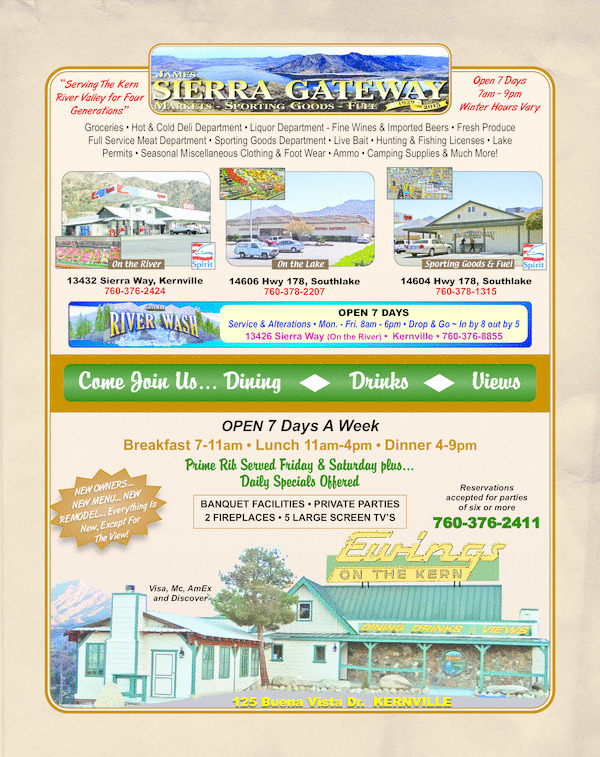 "Serving The Kern
River Valley for Four
Generations"
JAMES
SIERRA GATEWAY
MARKETS - SPORTING GOODS - FUEL
Open 7 Days
7am - 9pm
Winter Hours Vary
Groceries • Hot & Cold Deli Department • Liquor Department - Fine Wines & Imported Beers • Fresh Produce
Full Service Meat Department • Sporting Goods Department • Live Bait • Hunting & Fishing Licenses • Lake
Permits • Seasonal Miscellaneous Clothing & Foot Wear • Ammo • Camping Supplies & Much More!
On the River
Spirit
On the Lake
Sporting Goods & Fuel
Spirit
13432 Sierra Way, Kernville
760-376-2424
14606 Hwy 178, Southlake
760-378-2207
14604 Hwy 178, Southlake
760-378-1315
GATEWAY
RIVER WASH
OPEN 7 DAYS
Service & Alterations • Mon. - Fri. 8am - 6pm • Drop & Go ~ In by 8 out by 5
13426 Sierra Way (On the River) • Kernville • 760-376-8855
Come Join Us... Dining Drinks Views
OPEN 7 Days A Week
Breakfast 7-11am • Lunch 11am-4pm • Dinner 4-9pm
Prime Rib Served Friday & Saturday plus...
Daily Specials Offered
NEW OWNERS...
NEW MENU... NEW
REMODEL... Everything Is
New, Except For
The View!
BANQUET FACILITIES • PRIVATE PARTIES
2 FIREPLACES • 5 LARGE SCREEN TV'S
Reservations
accepted for parties
of six or more
760-376-2411
Ewings
ON THE KERN
Visa, Mc, AmEx
and Discover
DINING DRINKS & VIEWS
125 Buena Vista Dr. KERNVILLE